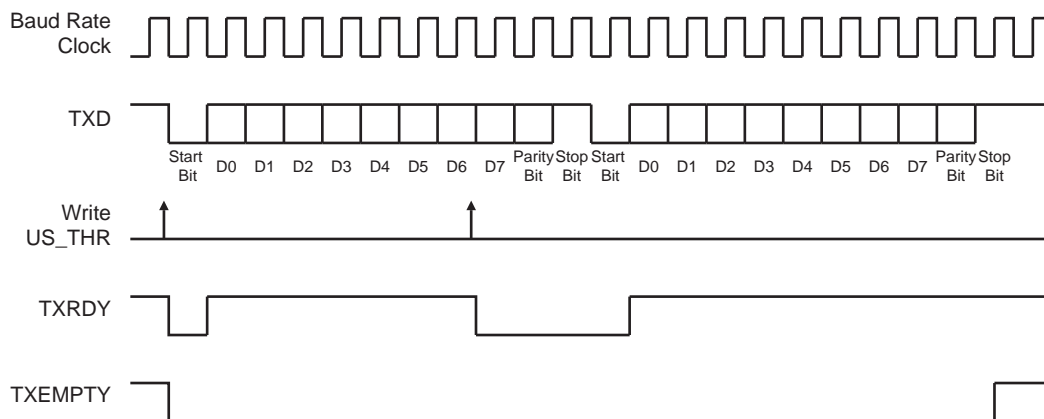 Baud Rate
Clock
TXD
Start
Bit
D0 D1 D2 D3 D4 D5 D6 D7
Parity
Bit
Stop
Bit
Start
Bit
D0 D1 D2 D3 D4 D5 D6 D7
Parity
Bit
Stop
Bit
Write
US_THR
TXRDY
TXEMPTY